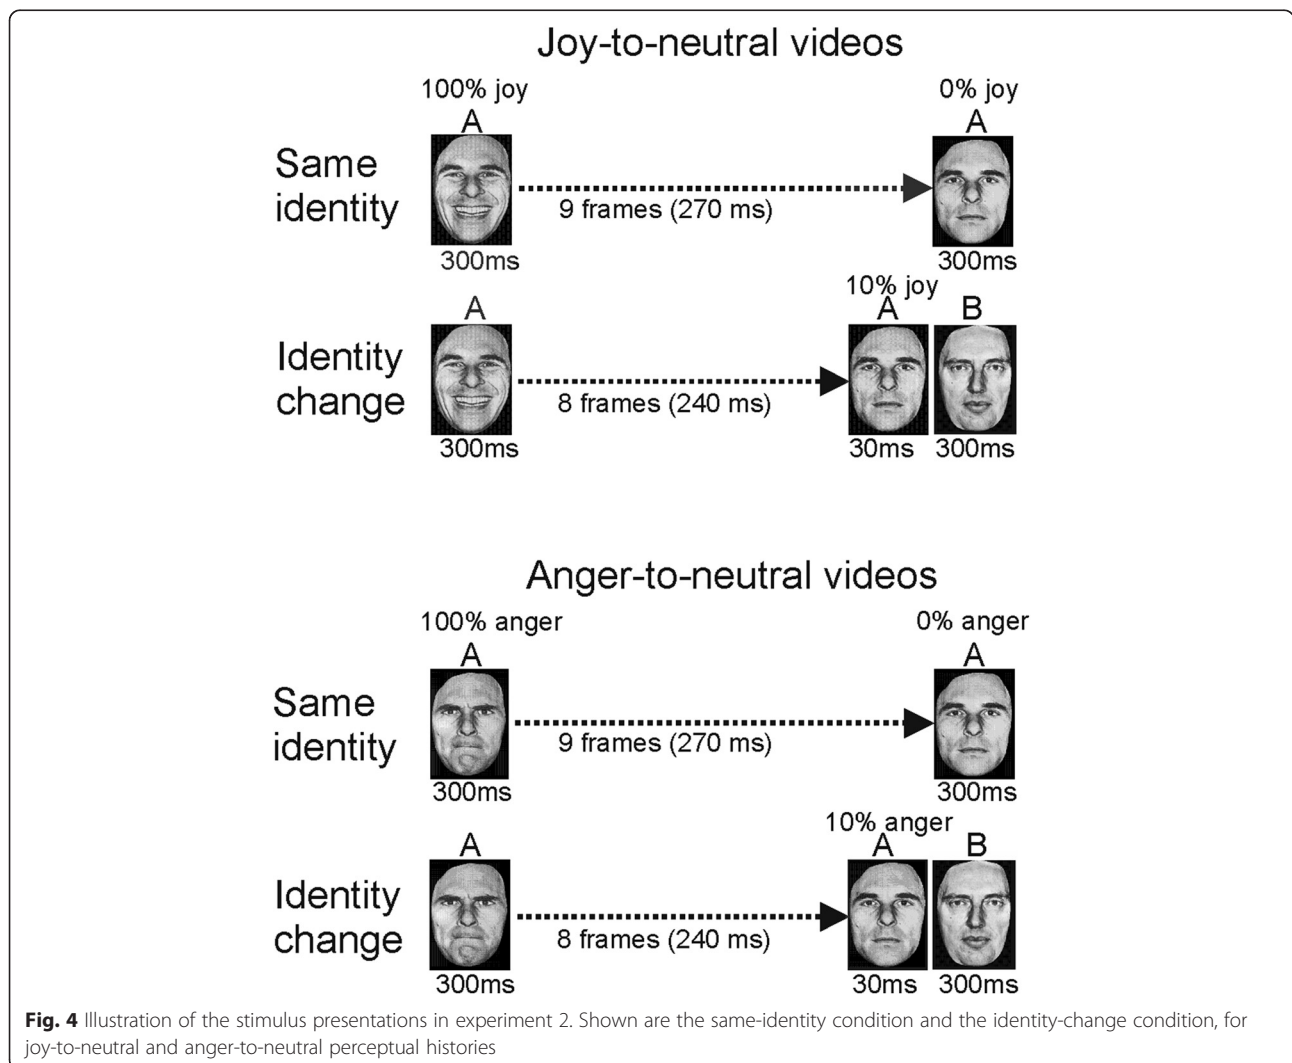 Joy-to-neutral videos
100% joy
0% joy
A
A
Same
identity
9 frames (270 ms)
300ms
300ms
10% joy
A
A
B
Identity
change
8 frames (240 ms)
300ms
30ms
300ms
Anger-to-neutral videos
100% anger
0% anger
A
A
Same
identity
9 frames (270 ms)
300ms
300ms
10% anger
A
A
B
Identity
change
8 frames (240 ms)
300ms
30ms
300ms
Fig. 4 Illustration of the stimulus presentations in experiment 2. Shown are the same-identity condition and the identity-change condition, for
joy-to-neutral and anger-to-neutral perceptual histories